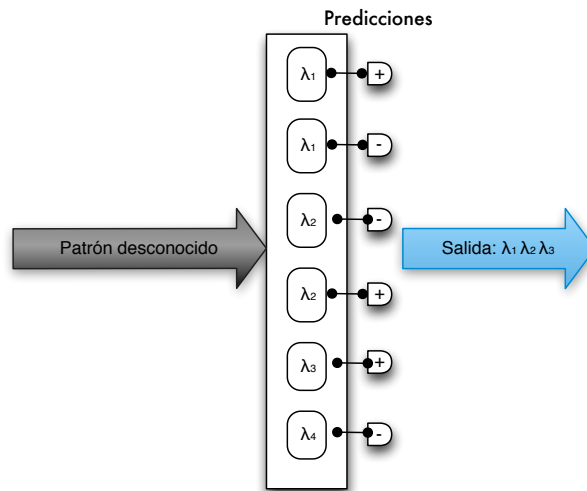 Predicciones
λ1 +
λ1 -
λ2 -
Patrón desconocido
Salida: λ1 λ2 λ3
λ2 +
λ3 +
λ4 -